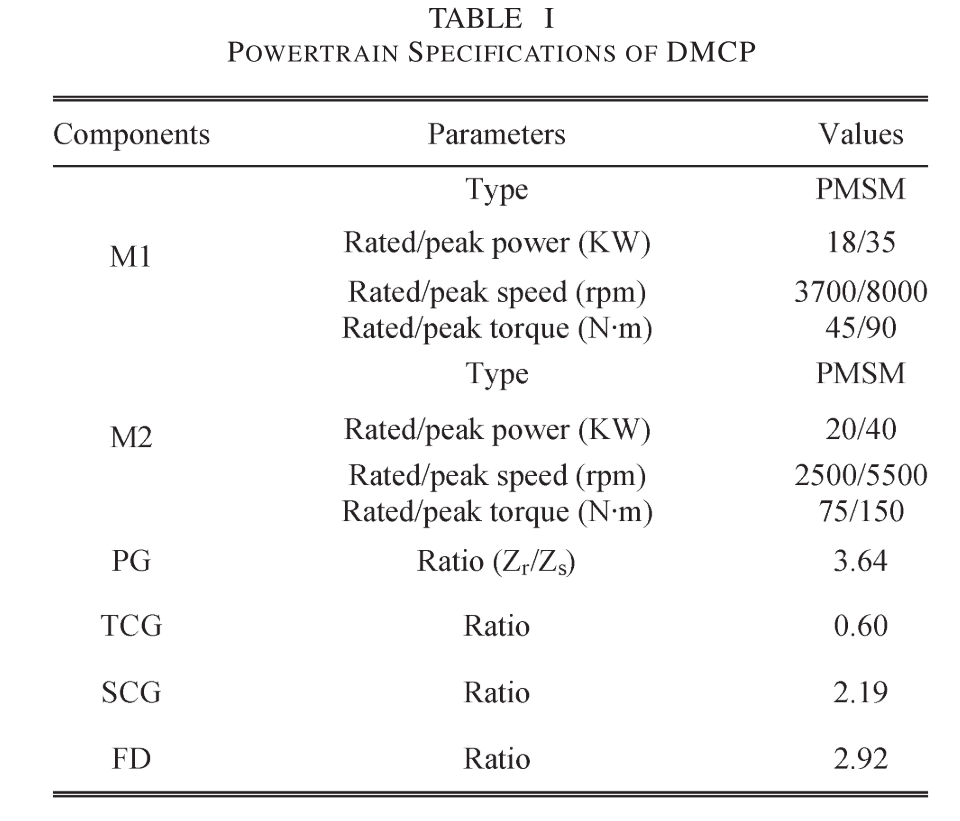 TABLE I
POWERTRAIN SPECIFICATIONS OF DMCP
Components Parameters Values
Type PMSM
M1
Rated/peak power (KW) 18/35
Rated/peak speed (rpm) 3700/8000
Rated/peak torque (N·m) 45/90
Type PMSM
M2
Rated/peak power (KW) 20/40
Rated/peak speed (rpm) 2500/5500
Rated/peak torque (N·m) 75/150
PG Ratio (Zr/Zs) 3.64
TCG Ratio 0.60
SCG Ratio 2.19
FD Ratio 2.92